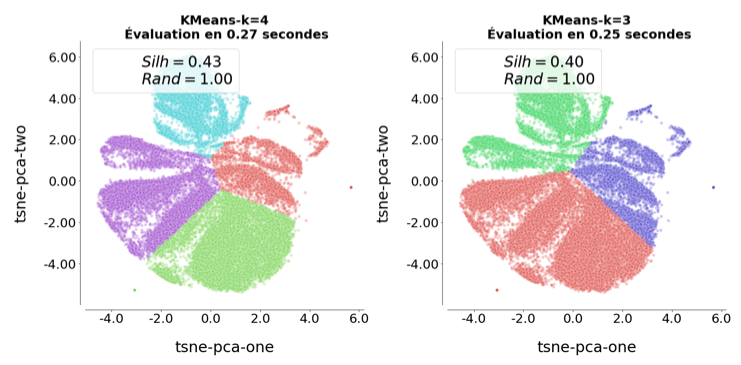 KMeans-k=4
Évaluation en 0.27 secondes
Silh = 0.43
Rand = 1.00
6.00
4.00
2.00
0.00
-2.00
-4.00
tsne-pca-two
-4.0
-2.0
0.0
2.0
4.0
6.0
tsne-pca-one
KMeans-k=3
Évaluation en 0.25 secondes
Silh = 0.40
Rand = 1.00
6.00
4.00
2.00
0.00
-2.00
-4.00
tsne-pca-two
-4.0
-2.0
0.0
2.0
4.0
6.0
tsne-pca-one